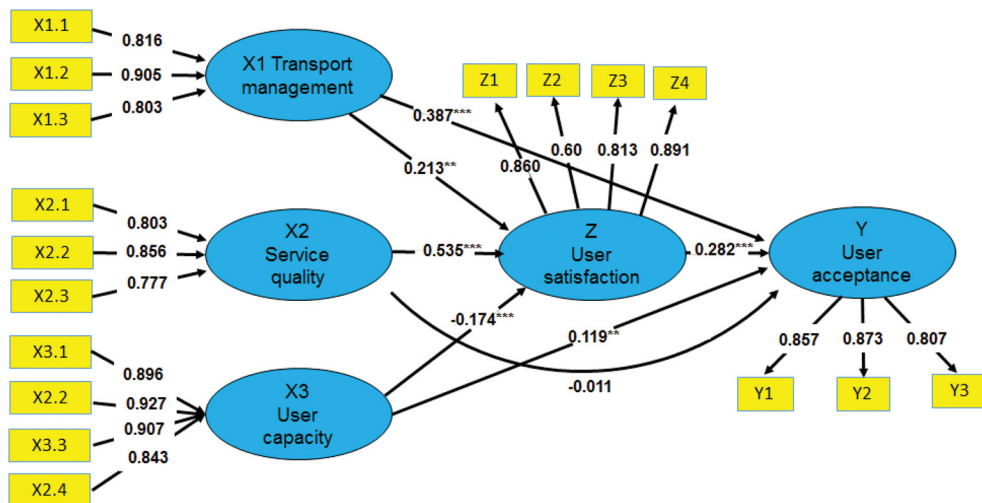 X1.1
0.816
X1.2
0.905
X1.3
0.803
X1 Transport
management
Z1
Z2
Z3
Z4
0.387***
0.213**
0.860
0.60
0.813
0.891
X2.1
0.803
X2.2
0.856
X2.3
0.777
X2
Service
quality
0.535***
Z
User
satisfaction
0.282***
Y
User
acceptance
-0.174***
0.119**
-0.011
0.857
0.873
0.807
Y1
Y2
Y3
X3.1
0.896
X2.2
0.927
X3.3
0.907
X2.4
0.843
X3
User
capacity